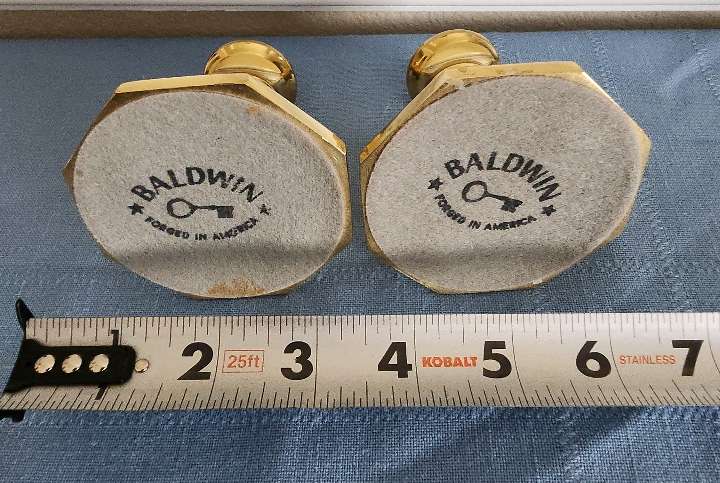 BALDWIN
★ ★
FORGED IN AMERICA
BALDWIN
★ ★
FORGED IN AMERICA
1 2 25ft 3 4 KOBALT 5 6 STAINLESS 7